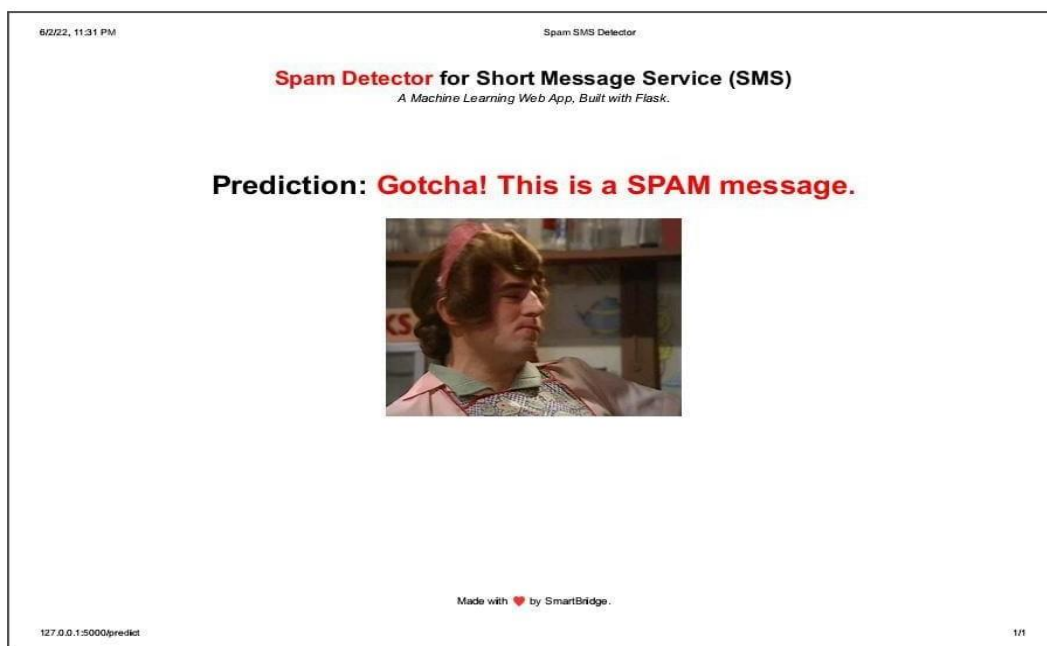 6/2/22, 11:31 PM Spam SMS Detector
Spam Detector for Short Message Service (SMS)
A Machine Learning Web App, Built with Flask.
Prediction: Gotcha! This is a SPAM message.
KS
Made with ❤ by SmartBridge.
127.0.0.1:5000/predict 1/1